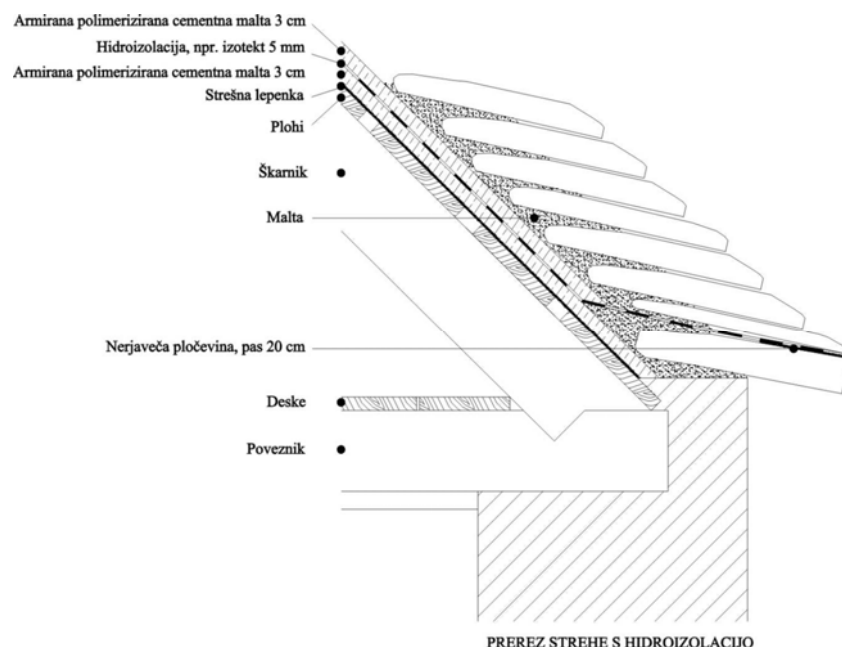 Armirana polimerizirana cementna malta 3 cm
Hidroizolacija, npr. izotekt 5 mm
Armirana polimerizirana cementna malta 3 cm
Strešna lepenka
Plohi
Škarnik
Malta
Nerjaveča pločevina, pas 20 cm
Deske
Poveznik
PREREZ STREHE S HIDROIZOLACIJO